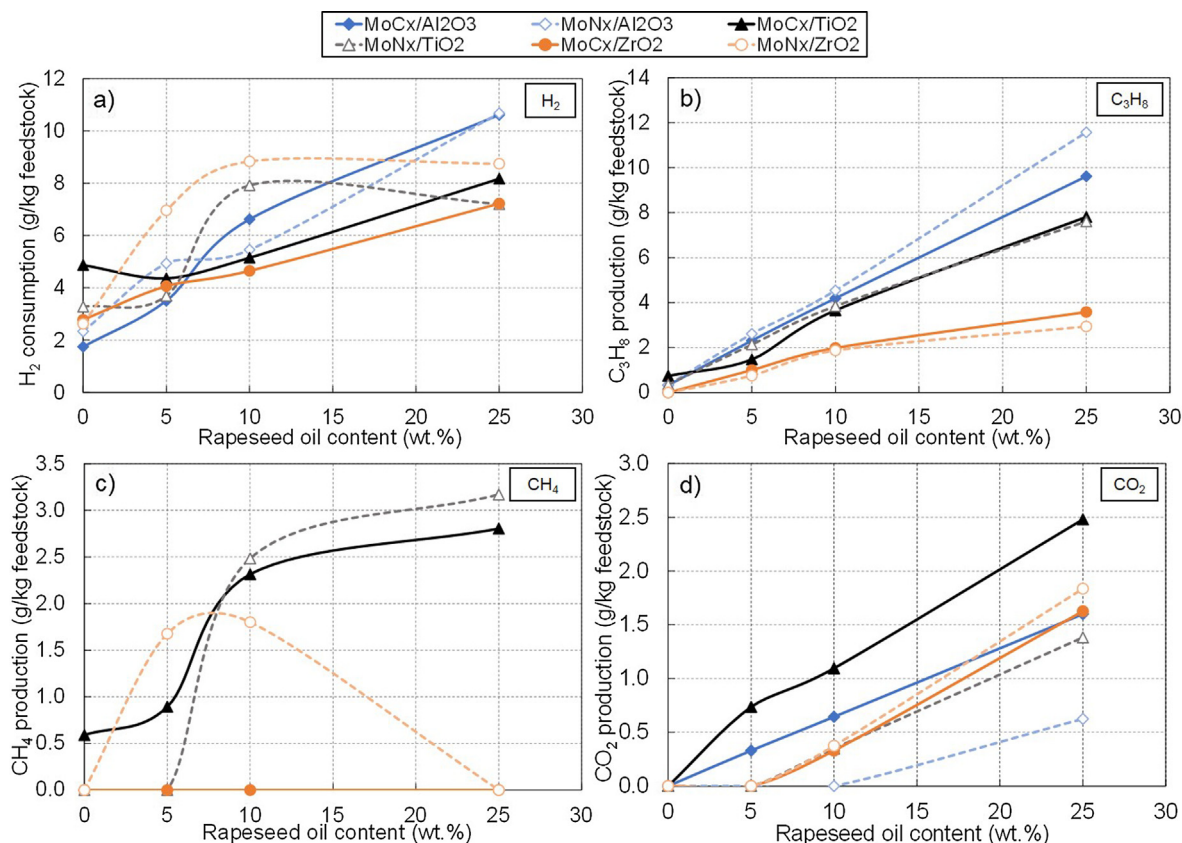 MoCx/Al2O3 MoNx/Al2O3 MoCx/TiO2
MoNx/TiO2 MoCx/ZrO2 MoNx/ZrO2
a)
H2
H2 consumption (g/kg feedstock)
12
10
8
6
4
2
0
0 5 10 15 20 25 30
Rapeseed oil content (wt.%)
b)
C3H8
C3H8 production (g/kg feedstock)
14
12
10
8
6
4
2
0
0 5 10 15 20 25 30
Rapeseed oil content (wt.%)
c)
CH4
CH4 production (g/kg feedstock)
3.5
3.0
2.5
2.0
1.5
1.0
0.5
0.0
0 5 10 15 20 25 30
Rapeseed oil content (wt.%)
d)
CO2
CO2 production (g/kg feedstock)
3.0
2.5
2.0
1.5
1.0
0.5
0.0
0 5 10 15 20 25 30
Rapeseed oil content (wt.%)